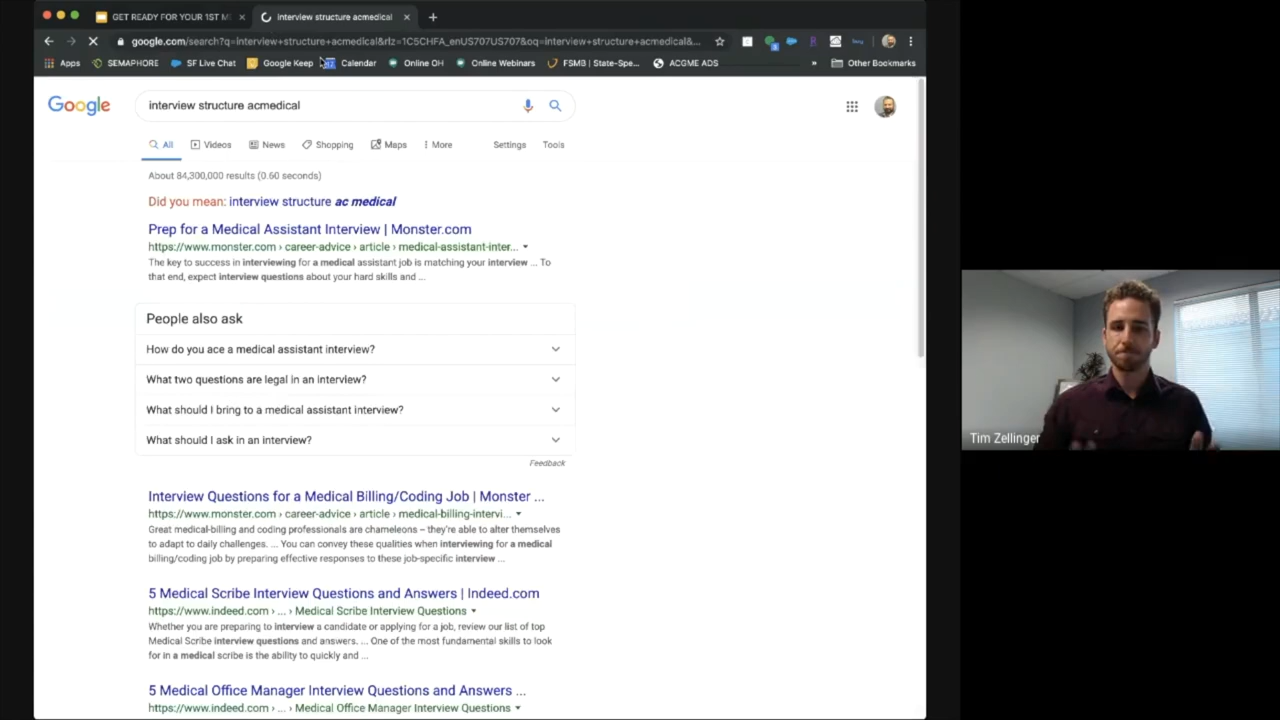 GET READY FOR YOUR 1ST M
interview structure acmedical
google.com/search?q=interview+structure+acmedical&rlz=1C5CHFA_enUS707US707&oq=interview+structure+acmedical&...
Apps SEMAPHORE SF Live Chat Google Keep Calendar Online OH Online Webinars FSMB | State-Spe... ACGME ADS » Other Bookmarks
Google
interview structure acmedical
All Videos News Shopping Maps More Settings Tools
About 84,300,000 results (0.60 seconds)
Did you mean: interview structure ac medical
Prep for a Medical Assistant Interview | Monster.com
https://www.monster.com › career-advice › article › medical-assistant-inter...
The key to success in interviewing for a medical assistant job is matching your interview ... To
that end, expect interview questions about your hard skills and ...
People also ask
How do you ace a medical assistant interview?
What two questions are legal in an interview?
What should I bring to a medical assistant interview?
What should I ask in an interview?
Feedback
Interview Questions for a Medical Billing/Coding Job | Monster ...
https://www.monster.com › career-advice › article › medical-billing-intervi...
Great medical-billing and coding professionals are chameleons – they're able to alter themselves
to adapt to daily challenges. ... You can convey these qualities when interviewing for a medical
billing/coding job by preparing effective responses to these job-specific interview ...
5 Medical Scribe Interview Questions and Answers | Indeed.com
https://www.indeed.com › ... › Medical Scribe Interview Questions
Whether you are preparing to interview a candidate or applying for a job, review our list of top
Medical Scribe interview questions and answers. ... One of the most fundamental skills to look
for in a medical scribe is the ability to quickly and ...
5 Medical Office Manager Interview Questions and Answers ...
https://www.indeed.com › ... › Medical Office Manager Interview Questions
Tim Zellinger